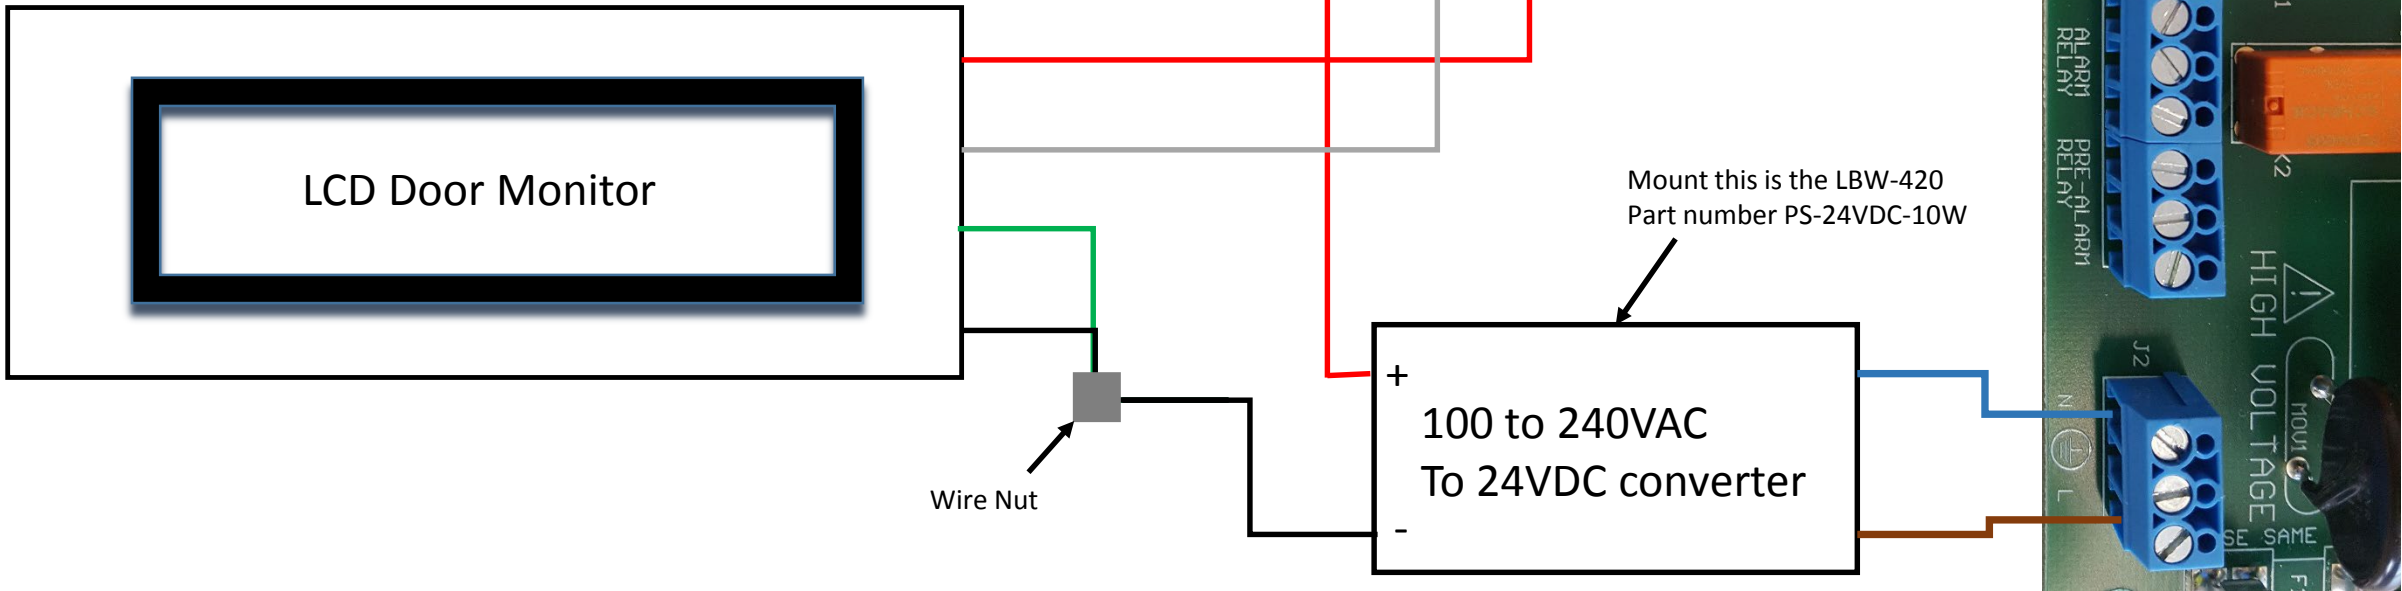 LCD Door Monitor
Wire Nut
Mount this is the LBW-420
Part number PS-24VDC-10W
+
100 to 240VAC
To 24VDC converter
-
ALARM
RELAY
PRE-ALARM
RELAY
K2
HIGH VOLTAGE
J2
N
L
MOV1
SE SAME